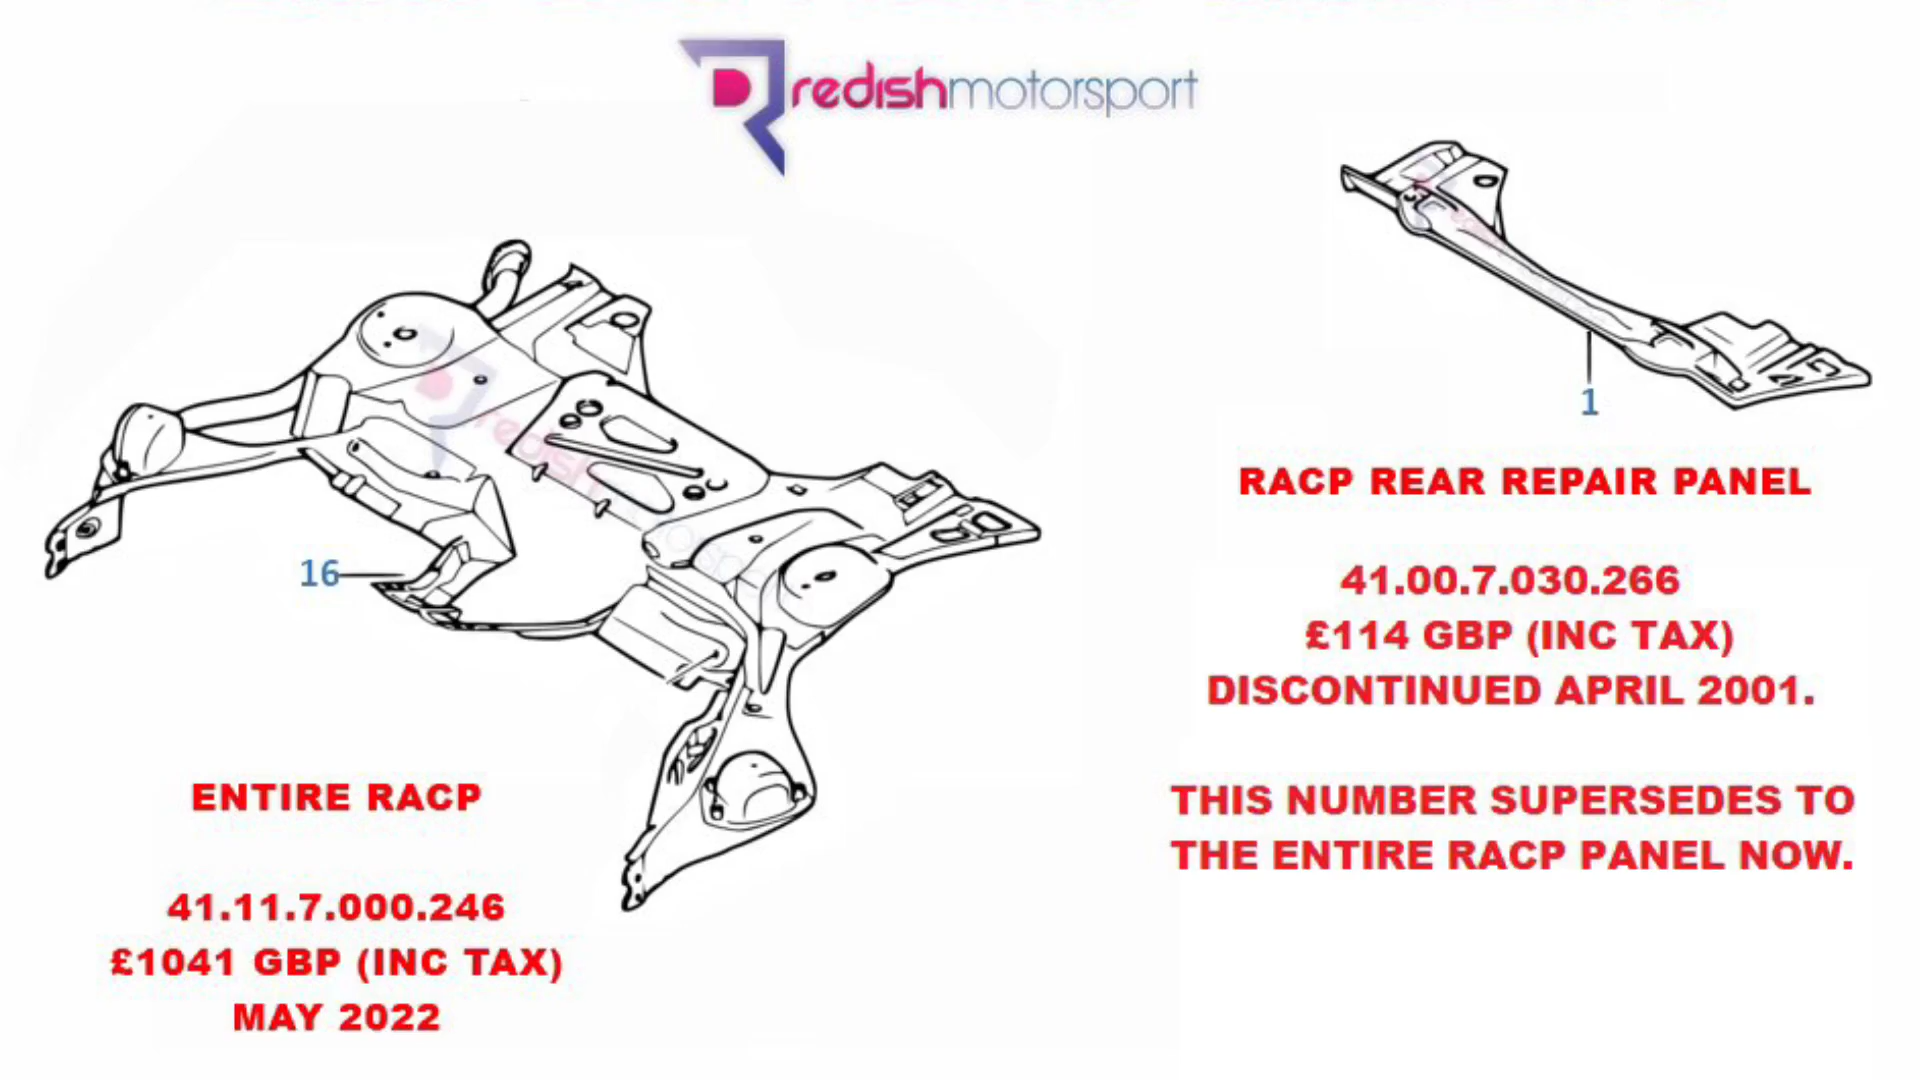 redishmotorsport
1
RACP REAR REPAIR PANEL
41.00.7.030.266
£114 GBP (INC TAX)
DISCONTINUED APRIL 2001.
THIS NUMBER SUPERSEDES TO
THE ENTIRE RACP PANEL NOW.
16
ENTIRE RACP
41.11.7.000.246
£1041 GBP (INC TAX)
MAY 2022